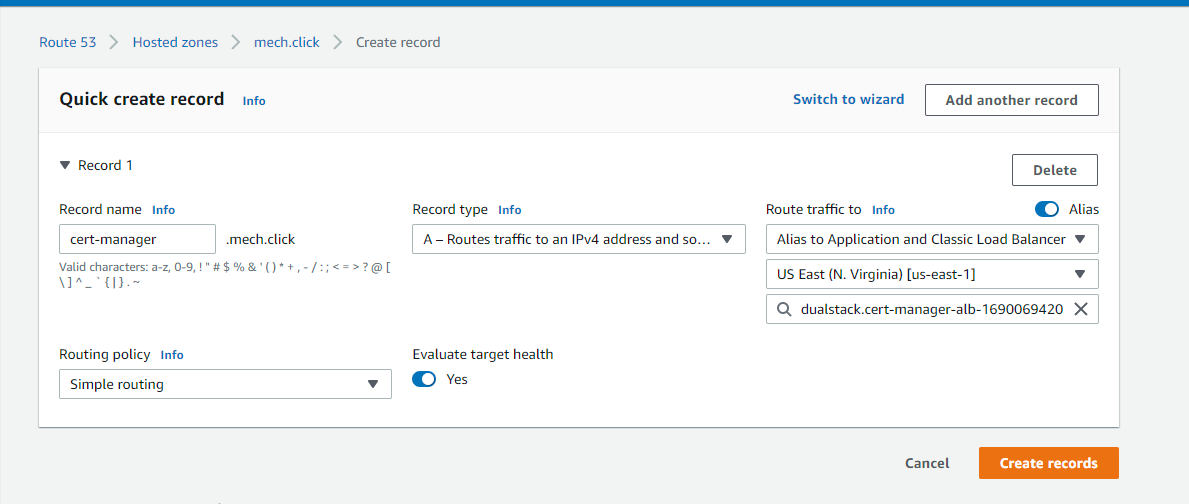 Route 53 > Hosted zones > mech.click > Create record
Quick create record Info
Switch to wizard
Add another record
Record 1
Delete
Record name Info
cert-manager
.mech.click
Valid characters: a-z, 0-9, ! " # $ % & ' ( ) * + , - / : ; < = > ? @ [
\ ] ^ _ ` { | } . ~
Record type Info
A – Routes traffic to an IPv4 address and so...
Route traffic to Info
Alias
Alias to Application and Classic Load Balancer
US East (N. Virginia) [us-east-1]
dualstack.cert-manager-alb-1690069420
Routing policy Info
Simple routing
Evaluate target health
Yes
Cancel
Create records